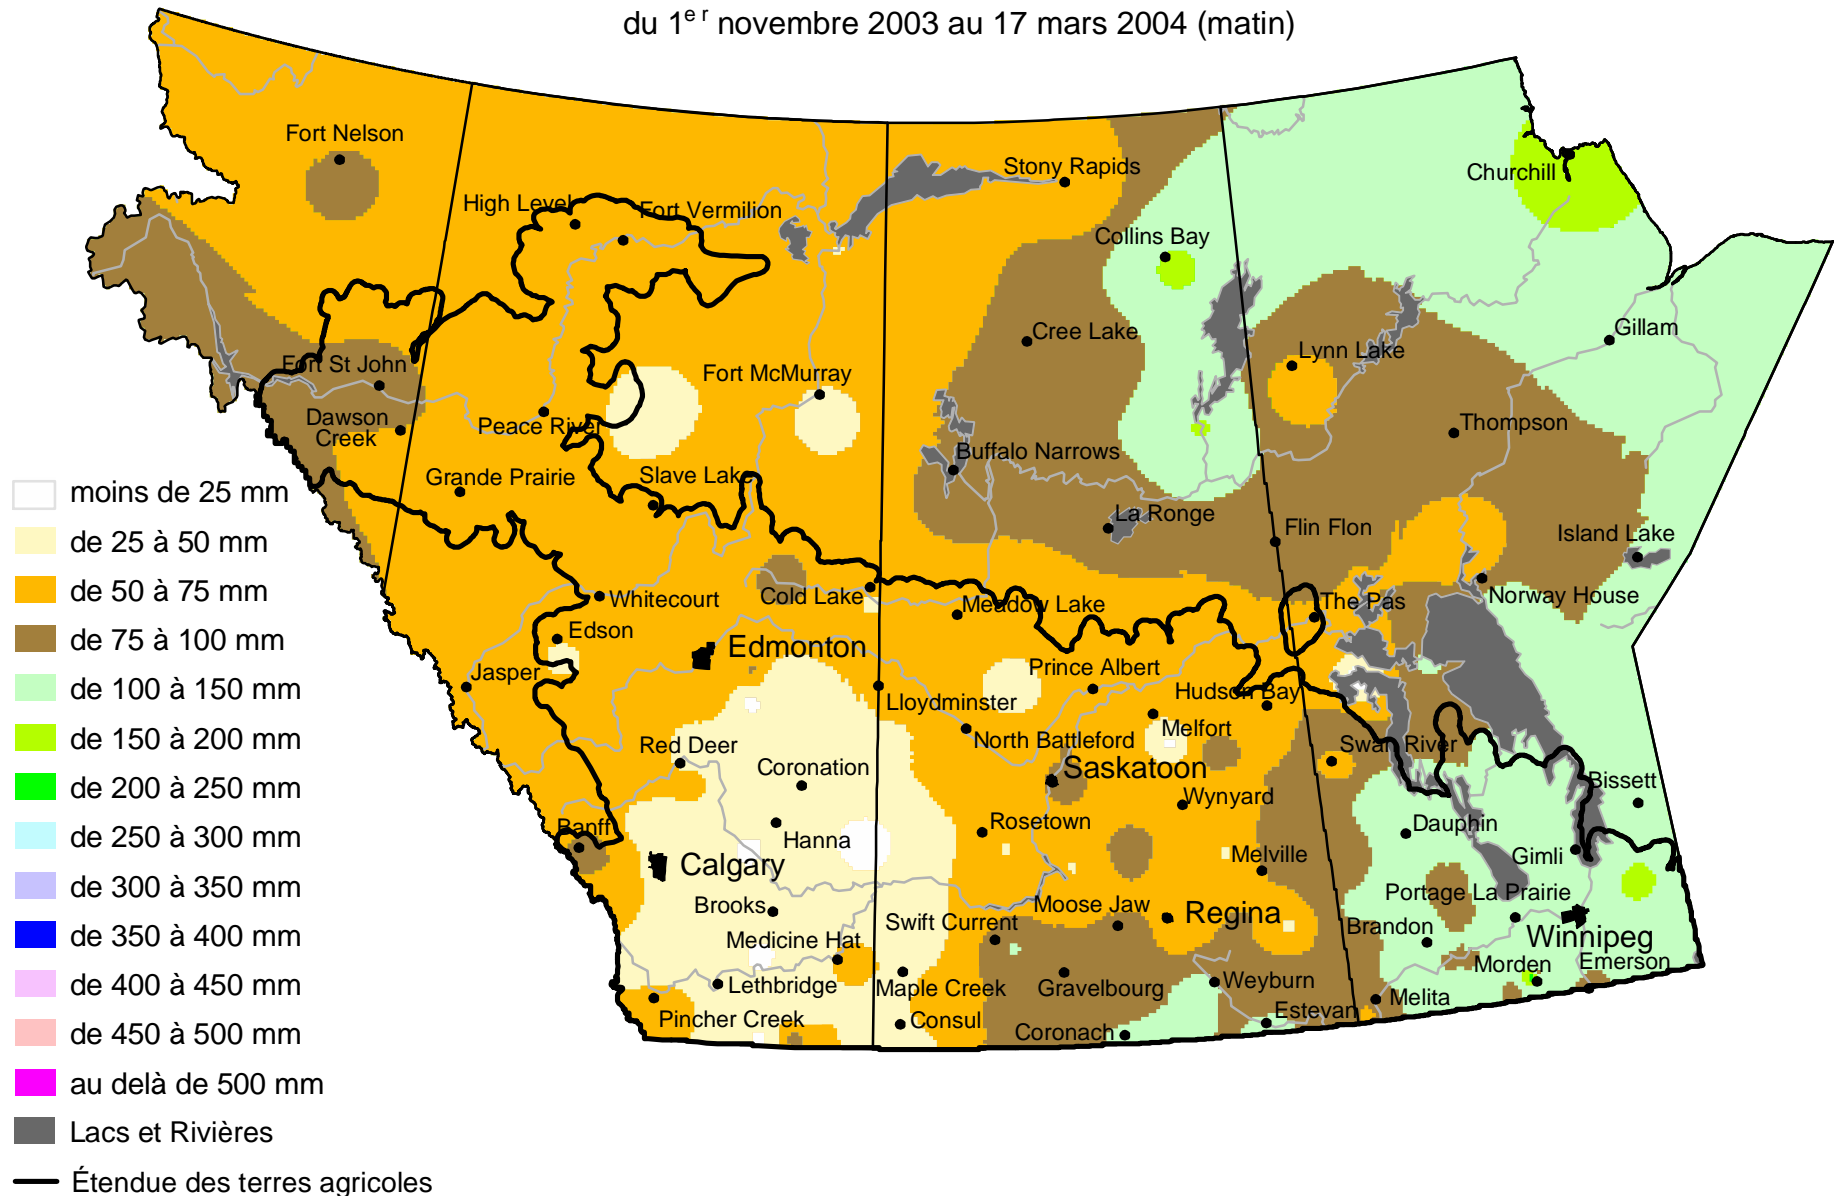 du 1er novembre 2003 au 17 mars 2004 (matin)
Fort Nelson
Churchill
Stony Rapids
High Level
Fort Vermilion
Collins Bay
Gillam
Cree Lake
Lynn Lake
Fort St John
Fort McMurray
Dawson
Creek
Peace River
Thompson
Buffalo Narrows
Grande Prairie
Slave Lake
La Ronge
Flin Flon
Island Lake
Whitecourt
Cold Lake
Meadow Lake
The Pas
Norway House
Edson
Edmonton
Jasper
Prince Albert
Hudson Bay
Lloydminster
Melfort
North Battleford
Red Deer
Swan River
Coronation
Saskatoon
Bissett
Wynyard
Banff
Hanna
Rosetown
Dauphin
Calgary
Melville
Gimli
Brooks
Portage La Prairie
Swift Current
Moose Jaw
Regina
Brandon
Winnipeg
Medicine Hat
Morden
Emerson
Lethbridge
Maple Creek
Gravelbourg
Weyburn
Melita
Pincher Creek
Consul
Coronach
Estevan
moins de 25 mm
de 25 à 50 mm
de 50 à 75 mm
de 75 à 100 mm
de 100 à 150 mm
de 150 à 200 mm
de 200 à 250 mm
de 250 à 300 mm
de 300 à 350 mm
de 350 à 400 mm
de 400 à 450 mm
de 450 à 500 mm
au delà de 500 mm
Lacs et Rivières
Étendue des terres agricoles